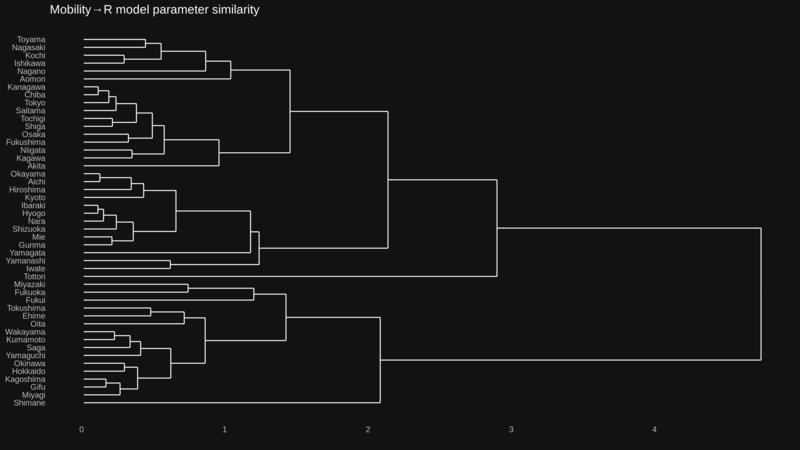 Mobility→R model parameter similarity
Toyama
Nagasaki
Kochi
Ishikawa
Nagano
Aomori
Kanagawa
Chiba
Tokyo
Saitama
Tochigi
Shiga
Osaka
Fukushima
Niigata
Kagawa
Akita
Okayama
Aichi
Hiroshima
Kyoto
Ibaraki
Hyogo
Nara
Shizuoka
Mie
Gunma
Yamagata
Yamanashi
Iwate
Tottori
Miyazaki
Fukuoka
Fukui
Tokushima
Ehime
Oita
Wakayama
Kumamoto
Saga
Yamaguchi
Okinawa
Hokkaido
Kagoshima
Gifu
Miyagi
Shimane
0 1 2 3 4